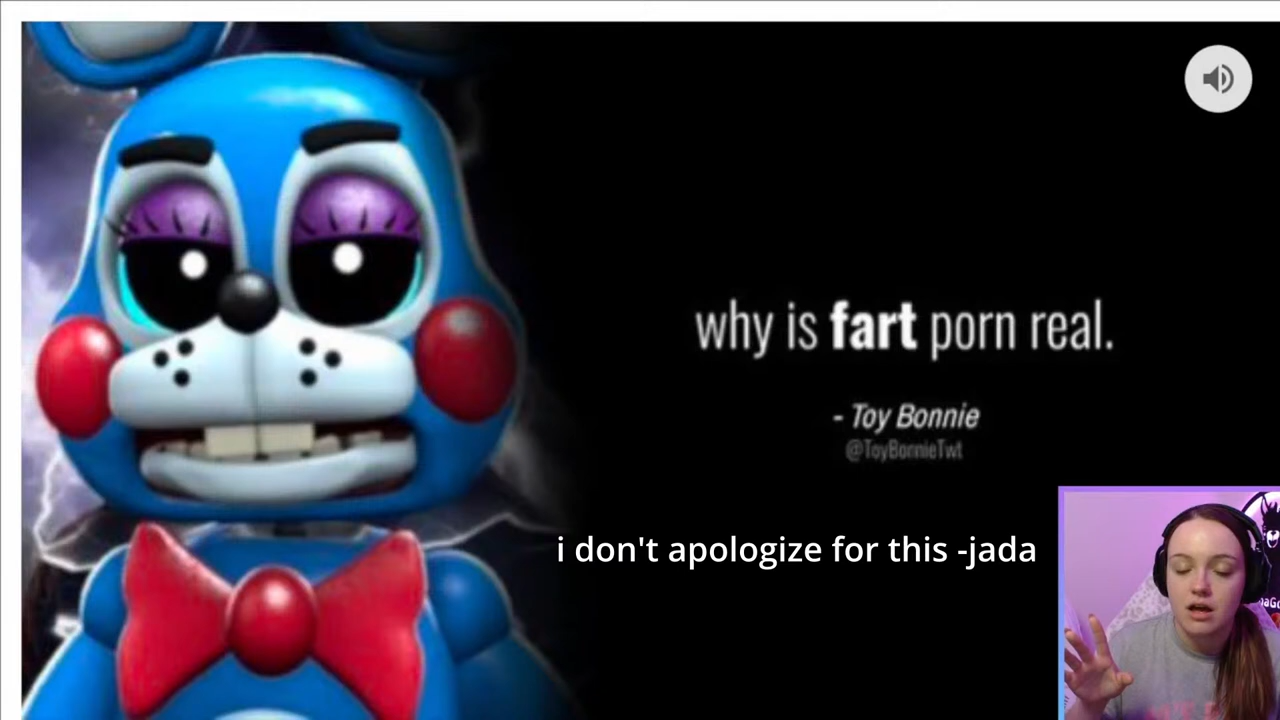 why is fart porn real.
- Toy Bonnie
@ToyBonnieTwt
i don't apologize for this -jada